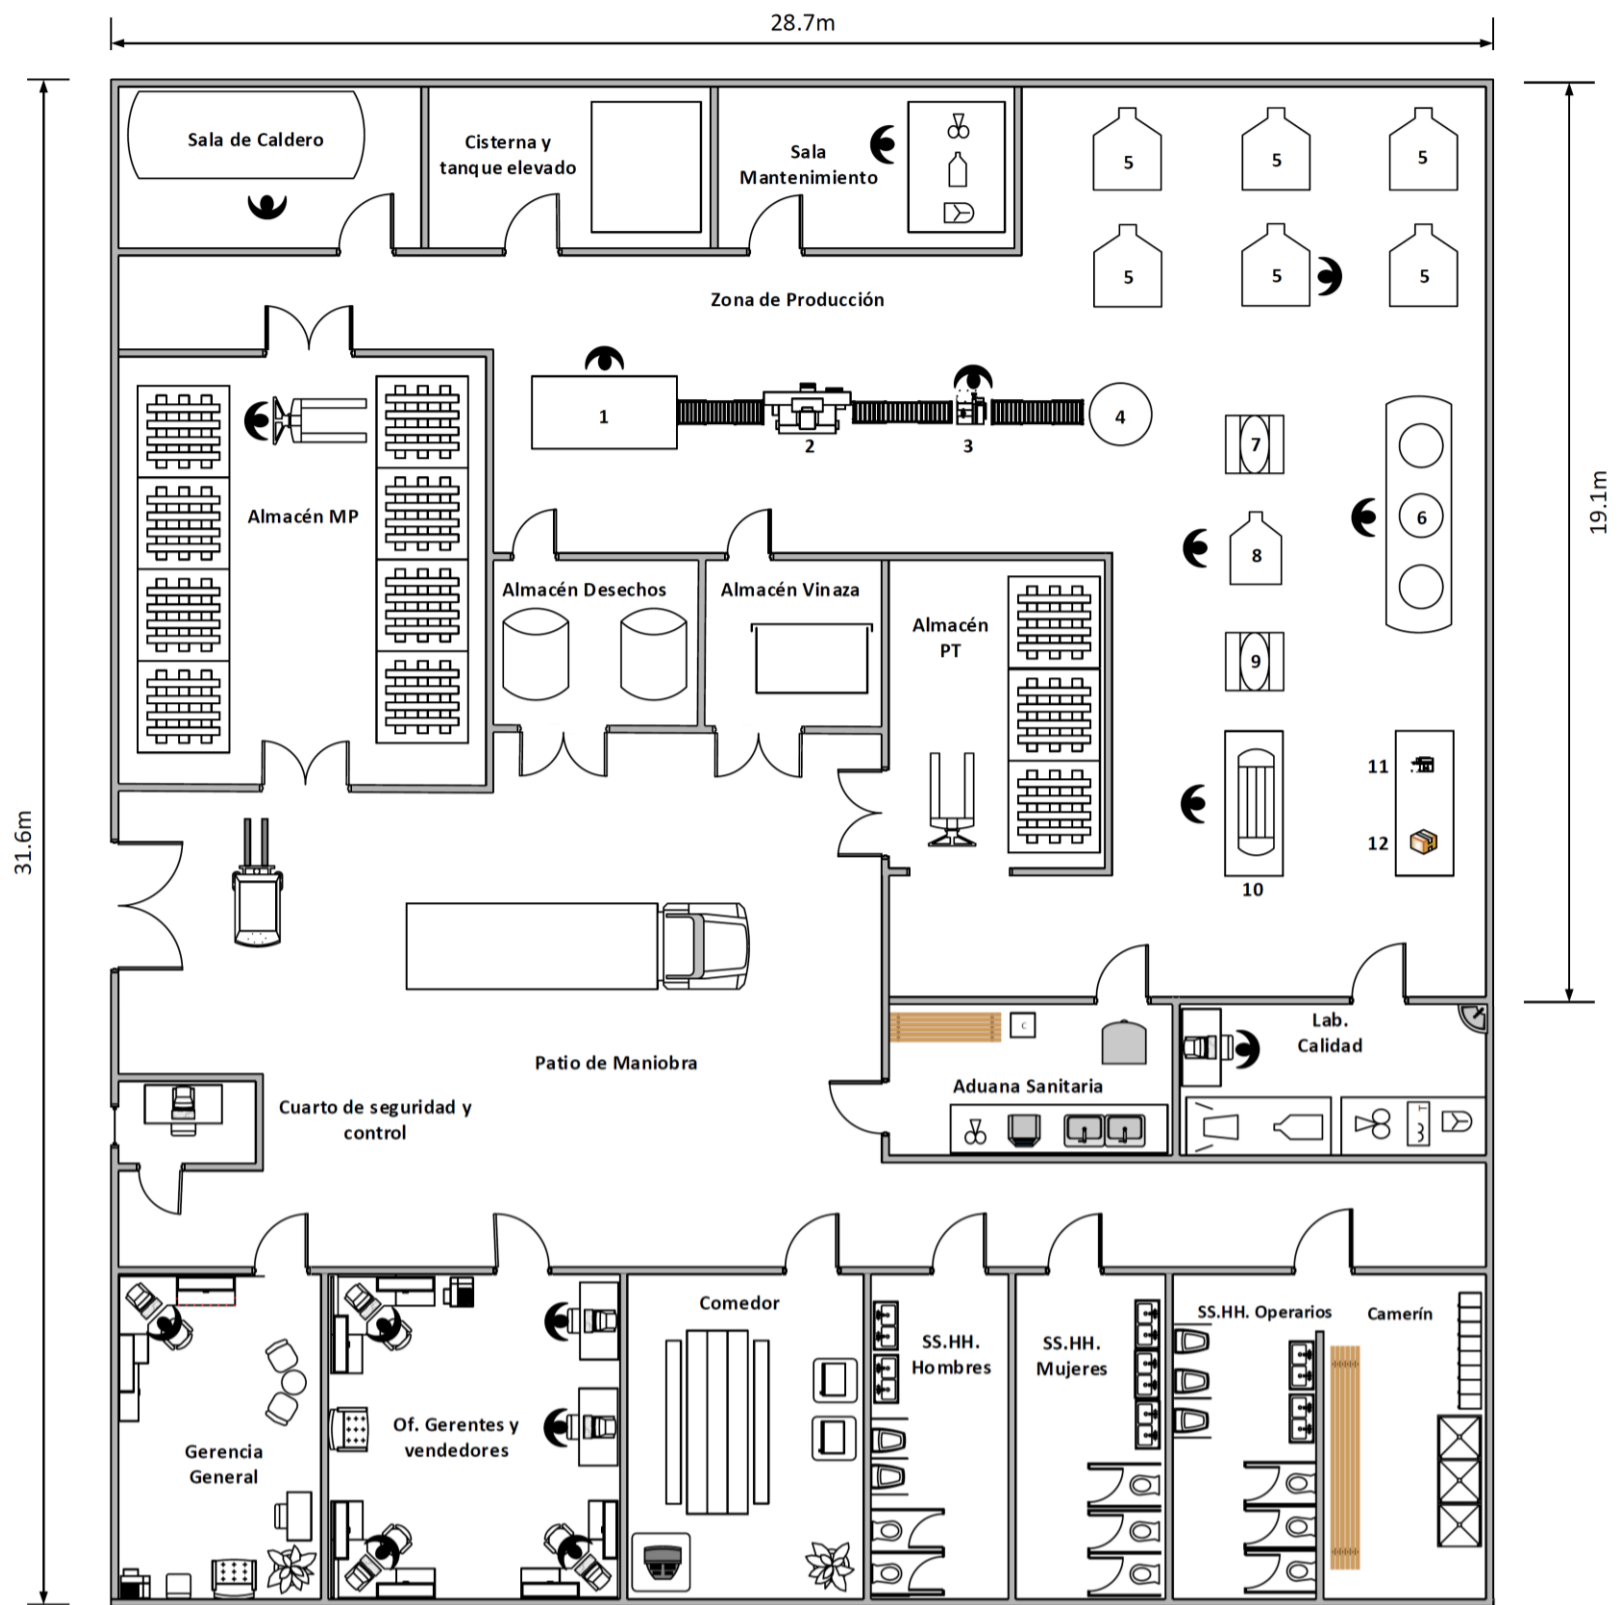 28.7m
Sala de Caldero
Cisterna y
tanque elevado
Sala
Mantenimiento
5
5
5
5
5
5
Zona de Producción
1
2
3
4
7
6
8
9
19.1m
31.6m
Almacén MP
Almacén Desechos
Almacén Vinaza
Almacén
PT
11
12
10
Patio de Maniobra
Cuarto de seguridad y
control
C
Aduana Sanitaria
Lab.
Calidad
T
Gerencia
General
Of. Gerentes y
vendedores
Comedor
SS.HH.
Hombres
SS.HH.
Mujeres
SS.HH. Operarios
Camerín